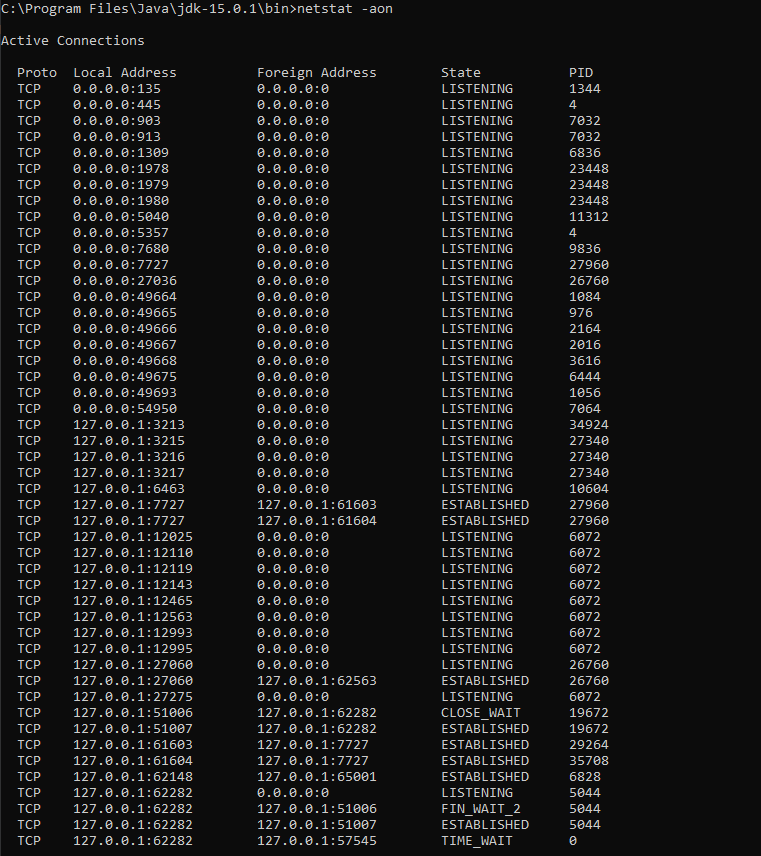 C:\Program Files\Java\jdk-15.0.1\bin>netstat -aon
Active Connections
Proto Local Address Foreign Address State PID
TCP 0.0.0.0:135 0.0.0.0:0 LISTENING 1344
TCP 0.0.0.0:445 0.0.0.0:0 LISTENING 4
TCP 0.0.0.0:903 0.0.0.0:0 LISTENING 7032
TCP 0.0.0.0:913 0.0.0.0:0 LISTENING 7032
TCP 0.0.0.0:1309 0.0.0.0:0 LISTENING 6836
TCP 0.0.0.0:1978 0.0.0.0:0 LISTENING 23448
TCP 0.0.0.0:1979 0.0.0.0:0 LISTENING 23448
TCP 0.0.0.0:1980 0.0.0.0:0 LISTENING 23448
TCP 0.0.0.0:5040 0.0.0.0:0 LISTENING 11312
TCP 0.0.0.0:5357 0.0.0.0:0 LISTENING 4
TCP 0.0.0.0:7680 0.0.0.0:0 LISTENING 9836
TCP 0.0.0.0:7727 0.0.0.0:0 LISTENING 27960
TCP 0.0.0.0:27036 0.0.0.0:0 LISTENING 26760
TCP 0.0.0.0:49664 0.0.0.0:0 LISTENING 1084
TCP 0.0.0.0:49665 0.0.0.0:0 LISTENING 976
TCP 0.0.0.0:49666 0.0.0.0:0 LISTENING 2164
TCP 0.0.0.0:49667 0.0.0.0:0 LISTENING 2016
TCP 0.0.0.0:49668 0.0.0.0:0 LISTENING 3616
TCP 0.0.0.0:49675 0.0.0.0:0 LISTENING 6444
TCP 0.0.0.0:49693 0.0.0.0:0 LISTENING 1056
TCP 0.0.0.0:54950 0.0.0.0:0 LISTENING 7064
TCP 127.0.0.1:3213 0.0.0.0:0 LISTENING 34924
TCP 127.0.0.1:3215 0.0.0.0:0 LISTENING 27340
TCP 127.0.0.1:3216 0.0.0.0:0 LISTENING 27340
TCP 127.0.0.1:3217 0.0.0.0:0 LISTENING 27340
TCP 127.0.0.1:6463 0.0.0.0:0 LISTENING 10604
TCP 127.0.0.1:7727 127.0.0.1:61603 ESTABLISHED 27960
TCP 127.0.0.1:7727 127.0.0.1:61604 ESTABLISHED 27960
TCP 127.0.0.1:12025 0.0.0.0:0 LISTENING 6072
TCP 127.0.0.1:12110 0.0.0.0:0 LISTENING 6072
TCP 127.0.0.1:12119 0.0.0.0:0 LISTENING 6072
TCP 127.0.0.1:12143 0.0.0.0:0 LISTENING 6072
TCP 127.0.0.1:12465 0.0.0.0:0 LISTENING 6072
TCP 127.0.0.1:12563 0.0.0.0:0 LISTENING 6072
TCP 127.0.0.1:12993 0.0.0.0:0 LISTENING 6072
TCP 127.0.0.1:12995 0.0.0.0:0 LISTENING 6072
TCP 127.0.0.1:27060 0.0.0.0:0 LISTENING 26760
TCP 127.0.0.1:27060 127.0.0.1:62563 ESTABLISHED 26760
TCP 127.0.0.1:27275 0.0.0.0:0 LISTENING 6072
TCP 127.0.0.1:51006 127.0.0.1:62282 CLOSE_WAIT 19672
TCP 127.0.0.1:51007 127.0.0.1:62282 ESTABLISHED 19672
TCP 127.0.0.1:61603 127.0.0.1:7727 ESTABLISHED 29264
TCP 127.0.0.1:61604 127.0.0.1:7727 ESTABLISHED 35708
TCP 127.0.0.1:62148 127.0.0.1:65001 ESTABLISHED 6828
TCP 127.0.0.1:62282 0.0.0.0:0 LISTENING 5044
TCP 127.0.0.1:62282 127.0.0.1:51006 FIN_WAIT_2 5044
TCP 127.0.0.1:62282 127.0.0.1:51007 ESTABLISHED 5044
TCP 127.0.0.1:62282 127.0.0.1:57545 TIME_WAIT 0